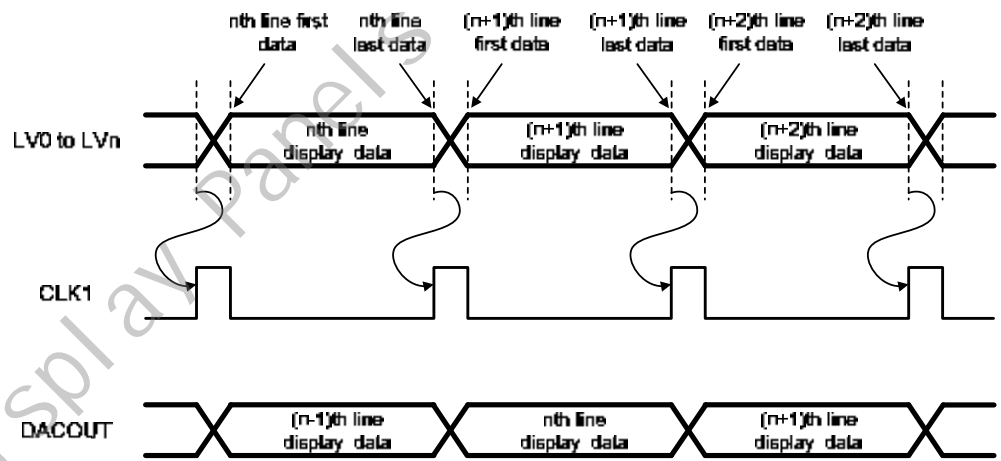 nth line first
data
nth line
last data
(n+1)th line
first data
(n+1)th line
last data
(n+2)th line
first data
(n+2)th line
last data
LV0 to LVn
nth line
display data
(n+1)th line
display data
(n+2)th line
display data
CLK1
DACOUT
(n-1)th line
display data
nth line
display data
(n+1)th line
display data
splay Panels